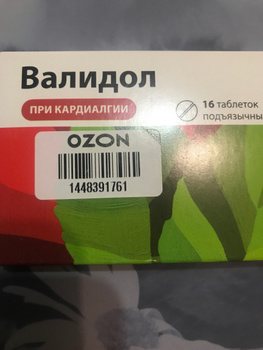 Валидол
ПРИ КАРДИАЛГИИ
16 таблеток
подъязычны
OZON
1448391761